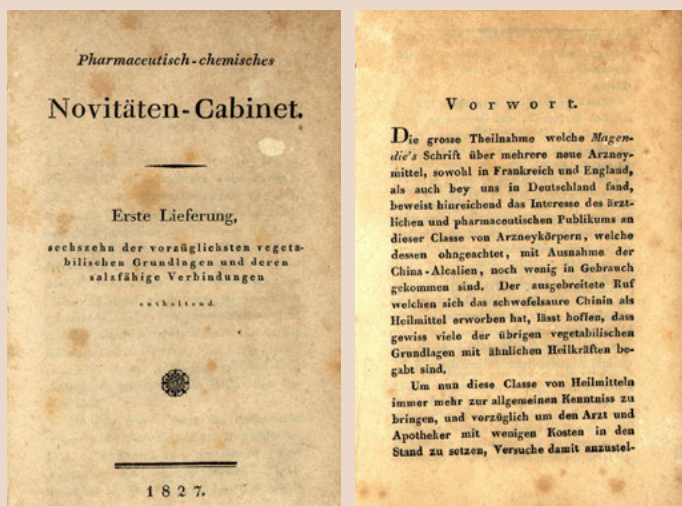 Pharmaceutisch-chemisches
Novitäten-Cabinet.
Erste Lieferung,
sechszehn der vorzüglichsten vegeta-
bilischen Grundlagen und deren
salzfähige Verbindungen
enthaltend.
1827.
Vorwort.
Die grosse Theilnahme welche Magen-
die's Schrift über mehrere neue Arzney-
mittel, sowohl in Frankreich und England,
als auch bey uns in Deutschland fand,
beweist hinreichend das Interesse des ärzt-
lichen und pharmaceutischen Publikums an
dieser Classe von Arzneykörpern, welche
dessen ohngeachtet, mit Ausnahme der
China-Alcalien, noch wenig in Gebrauch
gekommen sind. Der ausgebreitete Ruf
welchen sich das schwefelsaure Chinin als
Heilmittel erworben hat, lässt hoffen, dass
gewiss viele der übrigen vegetabilischen
Grundlagen mit ähnlichen Heilkräften be-
gabt sind.
Um nun diese Classe von Heilmitteln
immer mehr zur allgemeinen Kenntniss zu
bringen, und vorzüglich um den Arzt und
Apotheker mit wenigen Kosten in den
Stand zu setzen, Versuche damit anzustel-